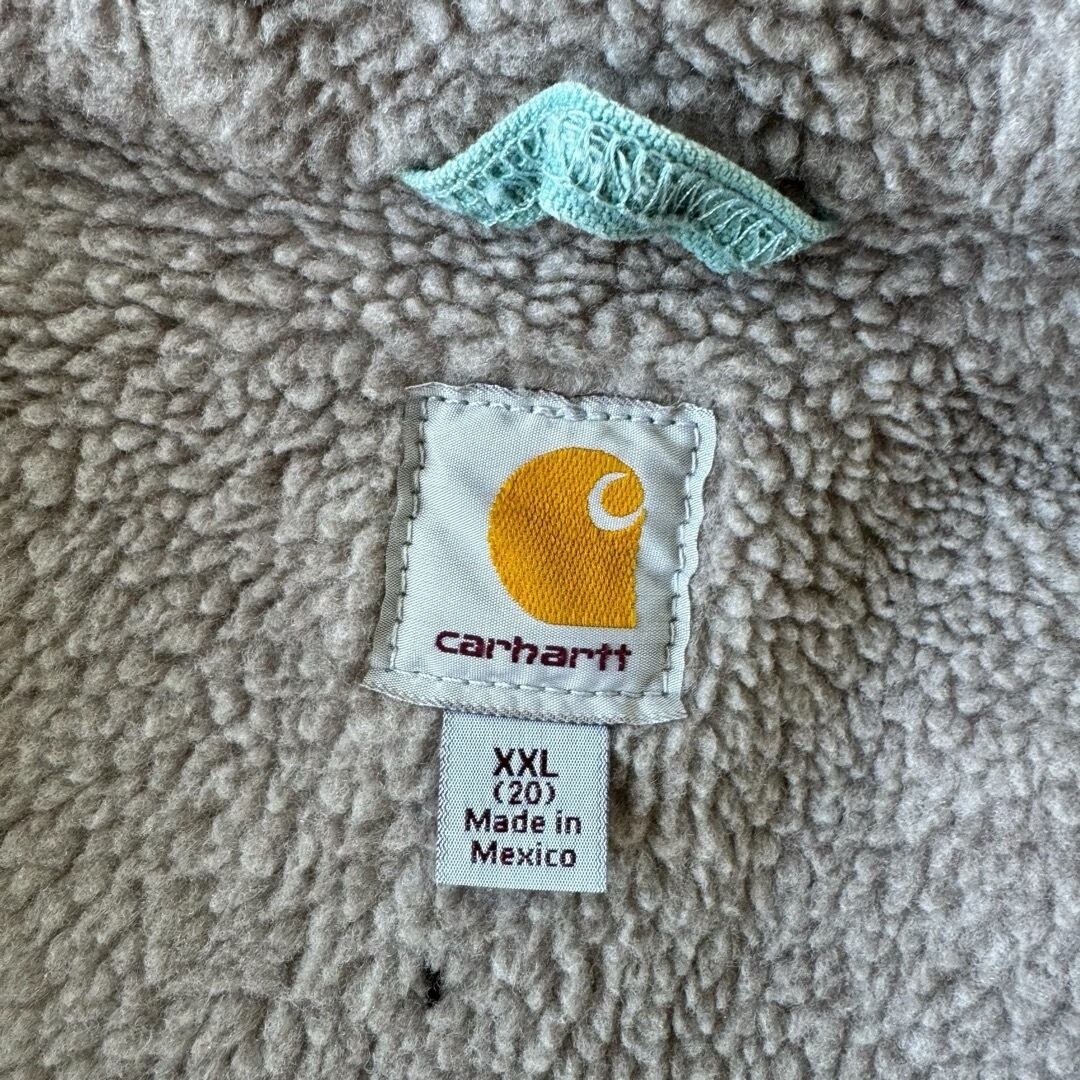 carhartt
XXL
(20)
Made in
Mexico